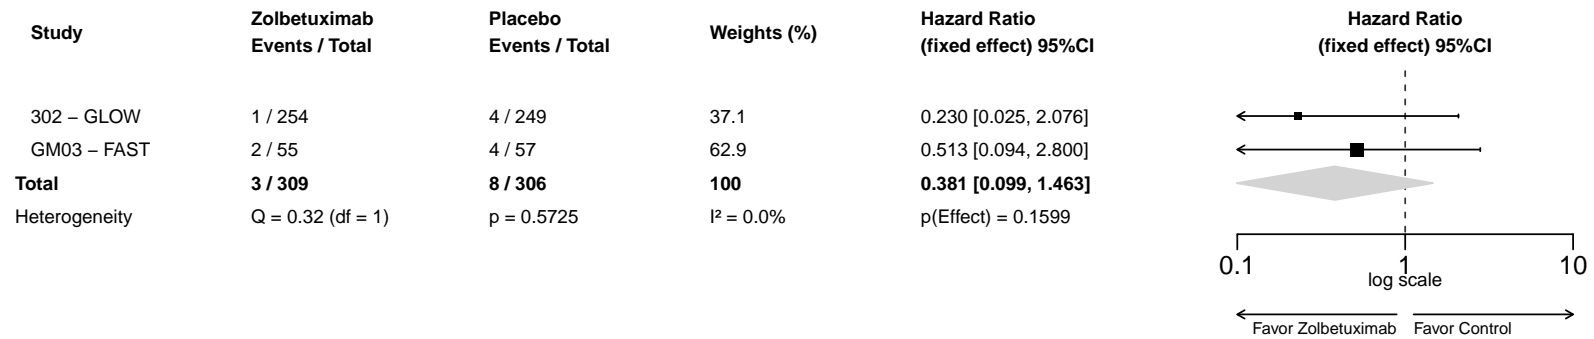 Study Zolbetuximab Events / Total Placebo Events / Total Weights (%) Hazard Ratio (fixed effect) 95%CI Hazard Ratio (fixed effect) 95%CI
302 − GLOW 1 / 254 4 / 249 37.1 0.230 [0.025, 2.076]
GM03 − FAST 2 / 55 4 / 57 62.9 0.513 [0.094, 2.800]
Total 3 / 309 8 / 306 100 0.381 [0.099, 1.463]
Heterogeneity Q = 0.32 (df = 1) p = 0.5725 I² = 0.0% p(Effect) = 0.1599
0.1 1 10
log scale
Favor Zolbetuximab Favor Control